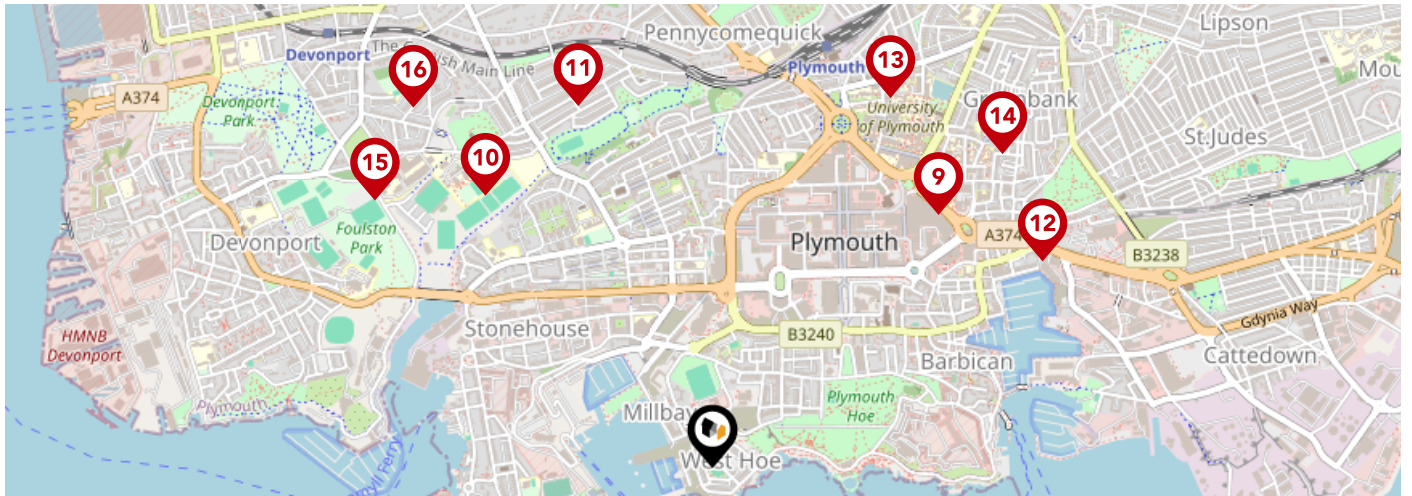 Pennycomequick
Lipson
Devonport
The Cornish Main Line
Plymouth
13
Mou
16
11
A374
Devonport
Park
University
of Plymouth
Greenbank
14
St.Judes
15
10
9
Foulston
Park
Devonport
Plymouth
A374
12
B3238
HMNB
Devonport
Stonehouse
B3240
Gdynia Way
Barbican
Cattedown
Plymouth
Millbay
Plymouth
Hoe
West Hoe
Ferry